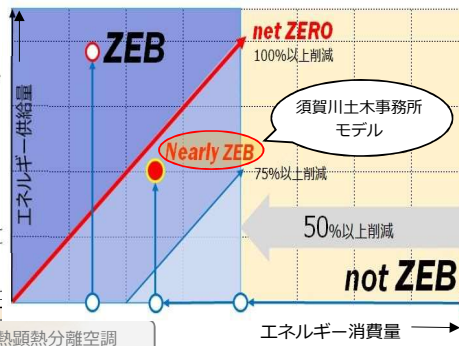 ZEB
net ZERO
100%以上削減
須賀川土木事務所
モデル
Nearly ZEB
75%以上削減
エネルギー供給量
50%以上削減
not ZEB
熱顕熱分離空調
エネルギー消費量